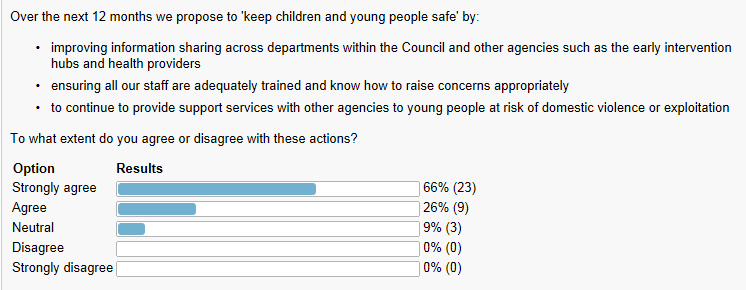 Over the next 12 months we propose to 'keep children and young people safe' by:
• improving information sharing across departments within the Council and other agencies such as the early intervention
hubs and health providers
• ensuring all our staff are adequately trained and know how to raise concerns appropriately
• to continue to provide support services with other agencies to young people at risk of domestic violence or exploitation
To what extent do you agree or disagree with these actions?
Option Results
Strongly agree 66% (23)
Agree 26% (9)
Neutral 9% (3)
Disagree 0% (0)
Strongly disagree 0% (0)